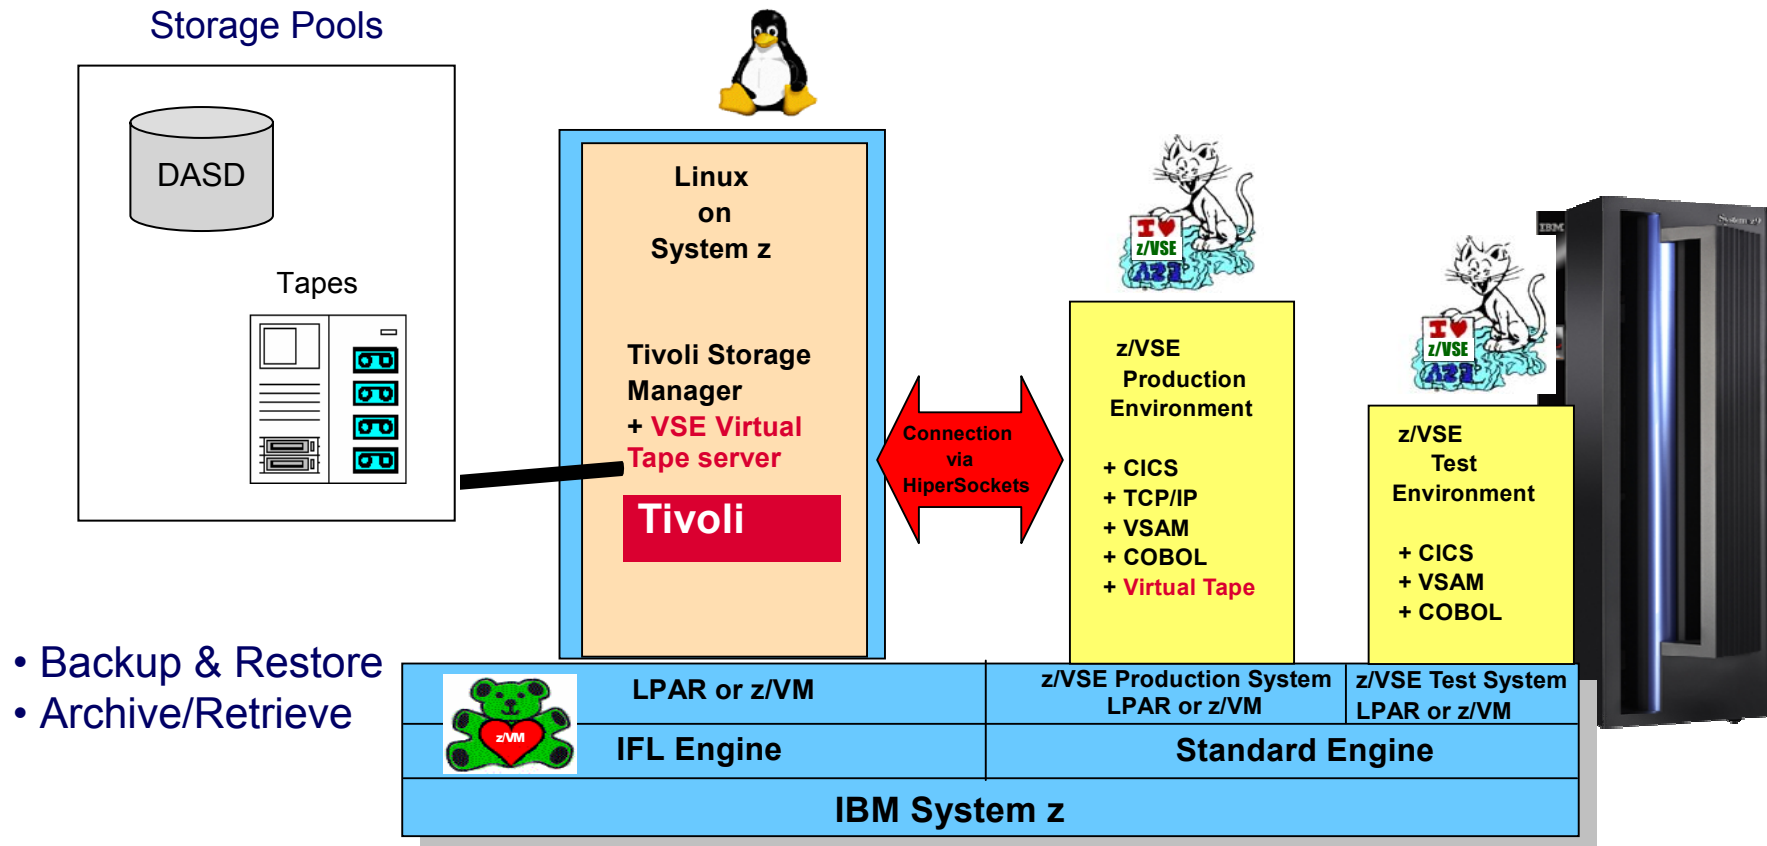 Storage Pools
DASD
Tapes
Linux
on
System z
Tivoli Storage
Manager
+ VSE Virtual
Tape server
Tivoli
Connection
via
HiperSockets
I ♥
z/VSE
z/VSE
Production
Environment
+ CICS
+ TCP/IP
+ VSAM
+ COBOL
+ Virtual Tape
I ♥
z/VSE
z/VSE
Test
Environment
+ CICS
+ VSAM
+ COBOL
IBM
System z9
• Backup & Restore
• Archive/Retrieve
z/VM
LPAR or z/VM
z/VSE Production System
LPAR or z/VM
z/VSE Test System
LPAR or z/VM
IFL Engine
Standard Engine
IBM System z